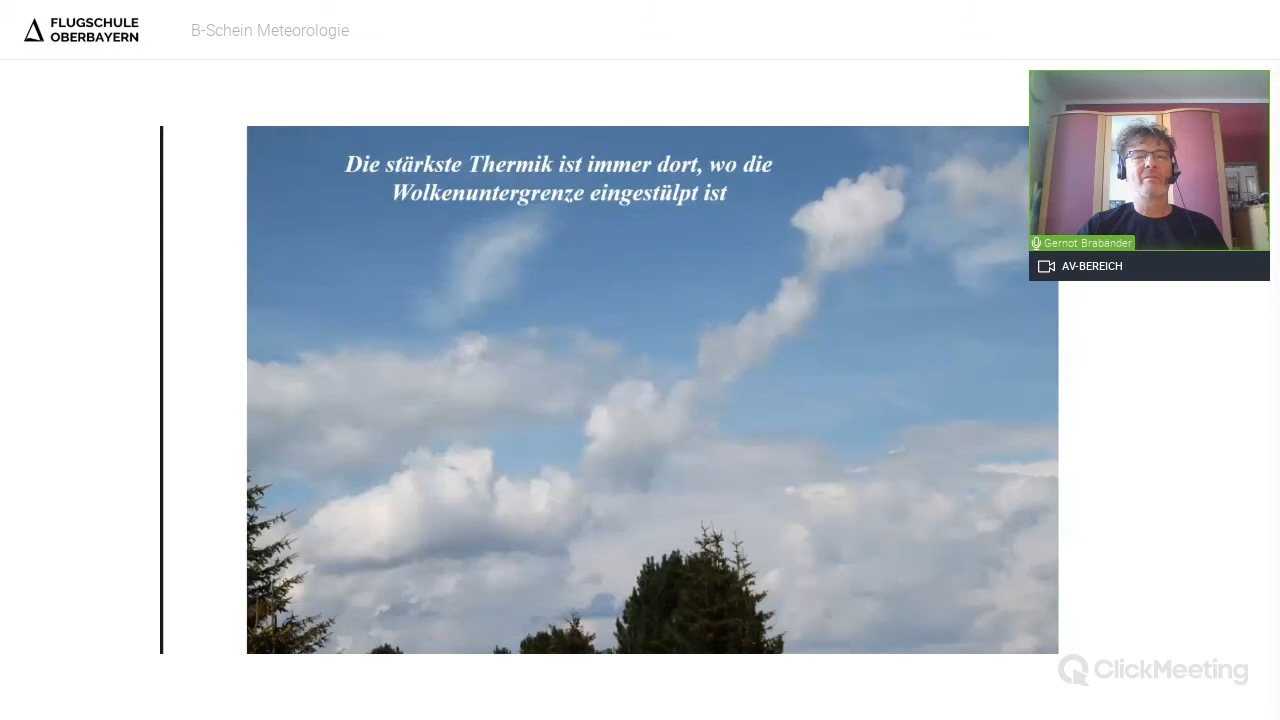 FLUGSCHULE
OBERBAYERN
B-Schein Meteorologie
Die stärkste Thermik ist immer dort, wo die
Wolkenuntergrenze eingestülpt ist
Gernot Brabänder
AV-BEREICH
ClickMeeting